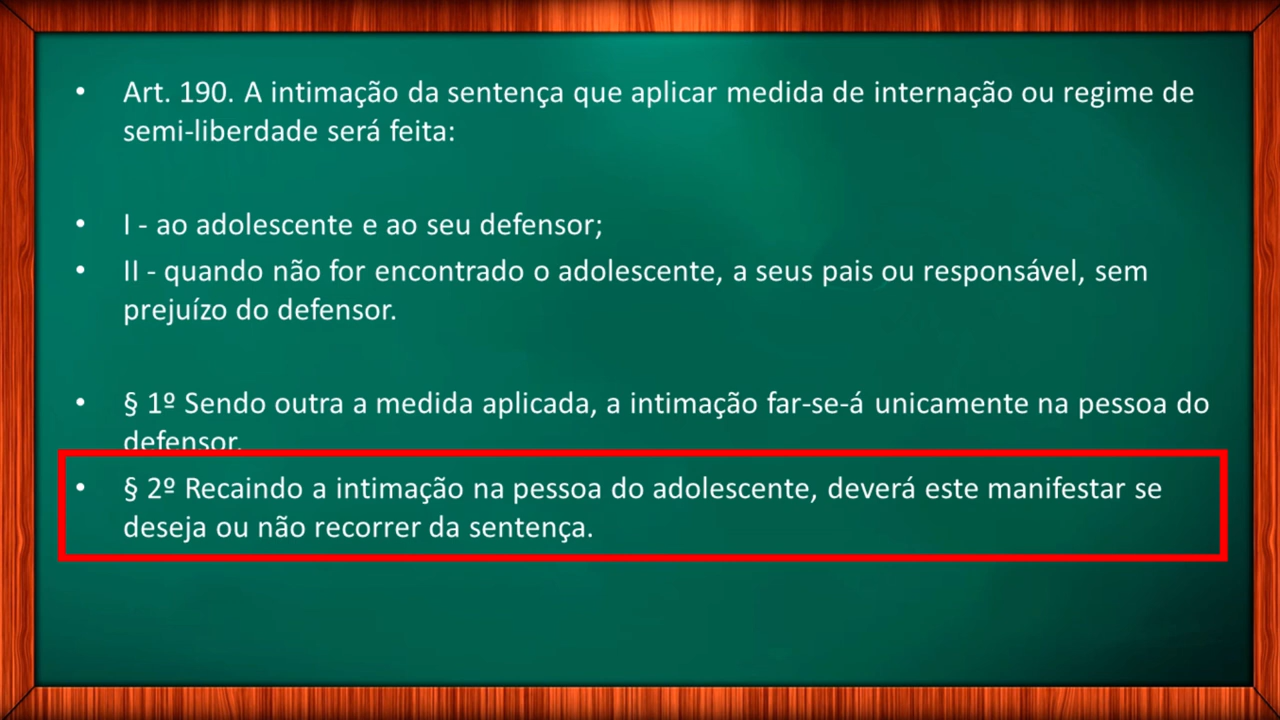 • Art. 190. A intimação da sentença que aplicar medida de internação ou regime de
semi-liberdade será feita:
• I - ao adolescente e ao seu defensor;
• II - quando não for encontrado o adolescente, a seus pais ou responsável, sem
prejuízo do defensor.
• § 1º Sendo outra a medida aplicada, a intimação far-se-á unicamente na pessoa do
defensor.
• § 2º Recaindo a intimação na pessoa do adolescente, deverá este manifestar se
deseja ou não recorrer da sentença.